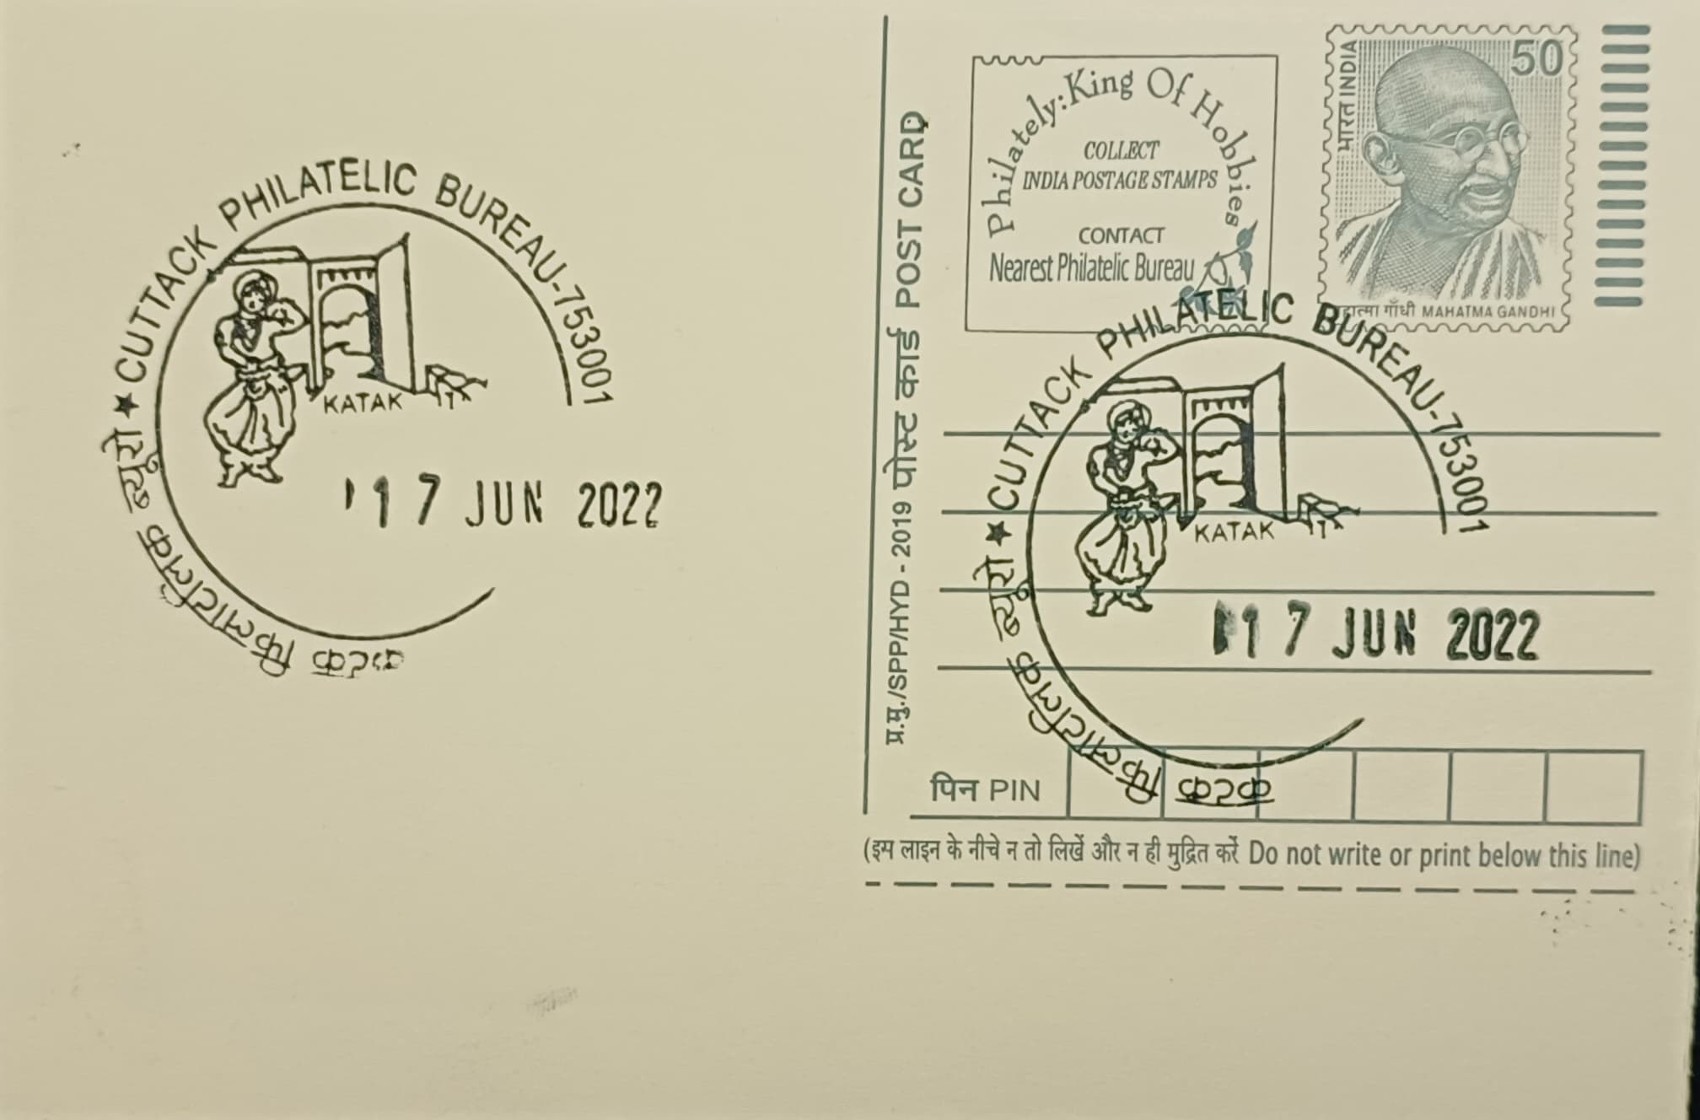 CUTTACK PHILATELIC BUREAU-753001
KATAK
17 JUN 2022
कटक फिलाटेलिक ब्यूरो
प्र.मु./SPP/HYD - 2019 पोस्ट कार्ड POST CARD
Philately: King Of Hobbies
COLLECT
INDIA POSTAGE STAMPS
CONTACT
Nearest Philatelic Bureau
भारत INDIA
50
महात्मा गाँधी MAHATMA GANDHI
CUTTACK PHILATELIC BUREAU-753001
KATAK
17 JUN 2022
कटक फिलाटेलिक ब्यूरो
पिन PIN
(इस लाइन के नीचे न तो लिखें और न ही मुद्रित करें Do not write or print below this line)